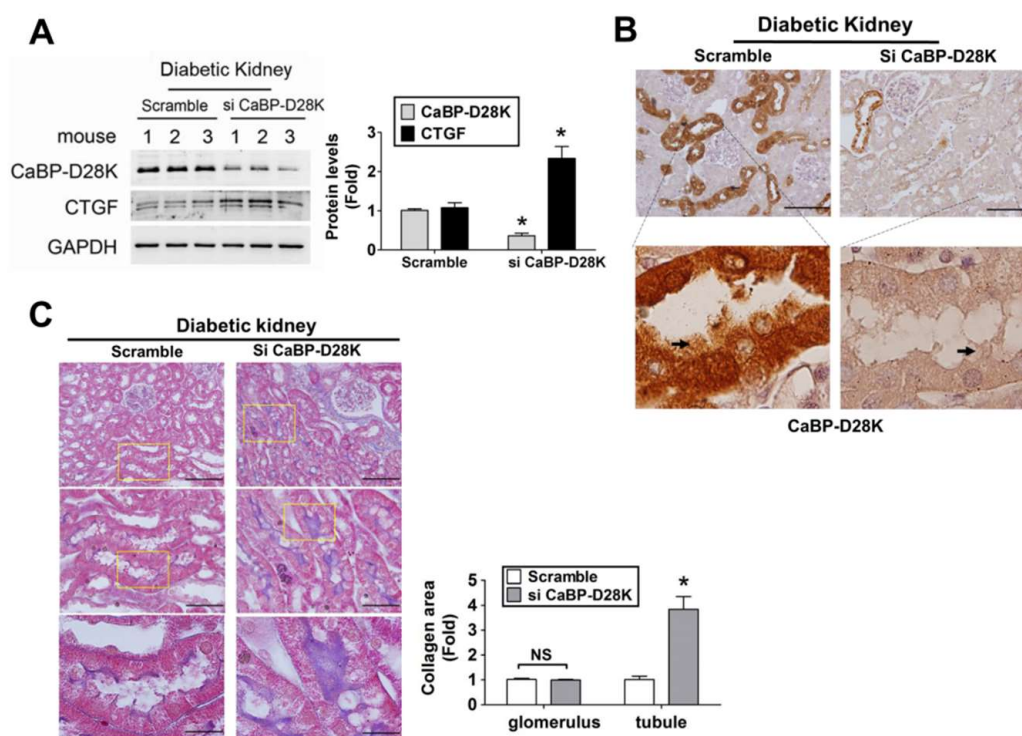 A
Diabetic Kidney
Scramble si CaBP-D28K
mouse 1 2 3 1 2 3
CaBP-D28K
CTGF
GAPDH
CaBP-D28K
CTGF
Protein levels
(Fold)
3
2
1
0
*
*
Scramble si CaBP-D28K
B
Diabetic Kidney
Scramble Si CaBP-D28K
CaBP-D28K
C
Diabetic kidney
Scramble Si CaBP-D28K
Scramble
si CaBP-D28K
Collagen area
(Fold)
5
4
3
2
1
0
NS
*
glomerulus tubule